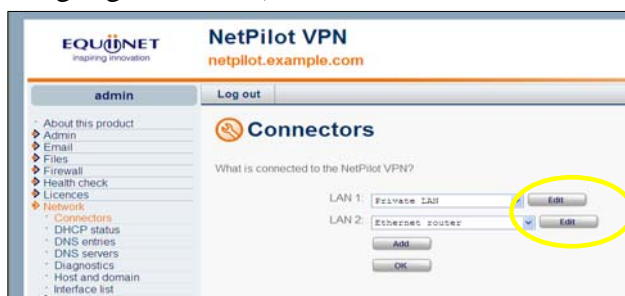 EQUiiNET
inspiring innovation
NetPilot VPN
netpilot.example.com
admin
Log out
About this product
Admin
Email
Files
Firewall
Health check
Licences
Network
Connectors
DHCP status
DNS entries
DNS servers
Diagnostics
Host and domain
Interface list
Connectors
What is connected to the NetPilot VPN?
LAN 1: Private LAN Edit
LAN 2: Ethernet router Edit
Add
OK